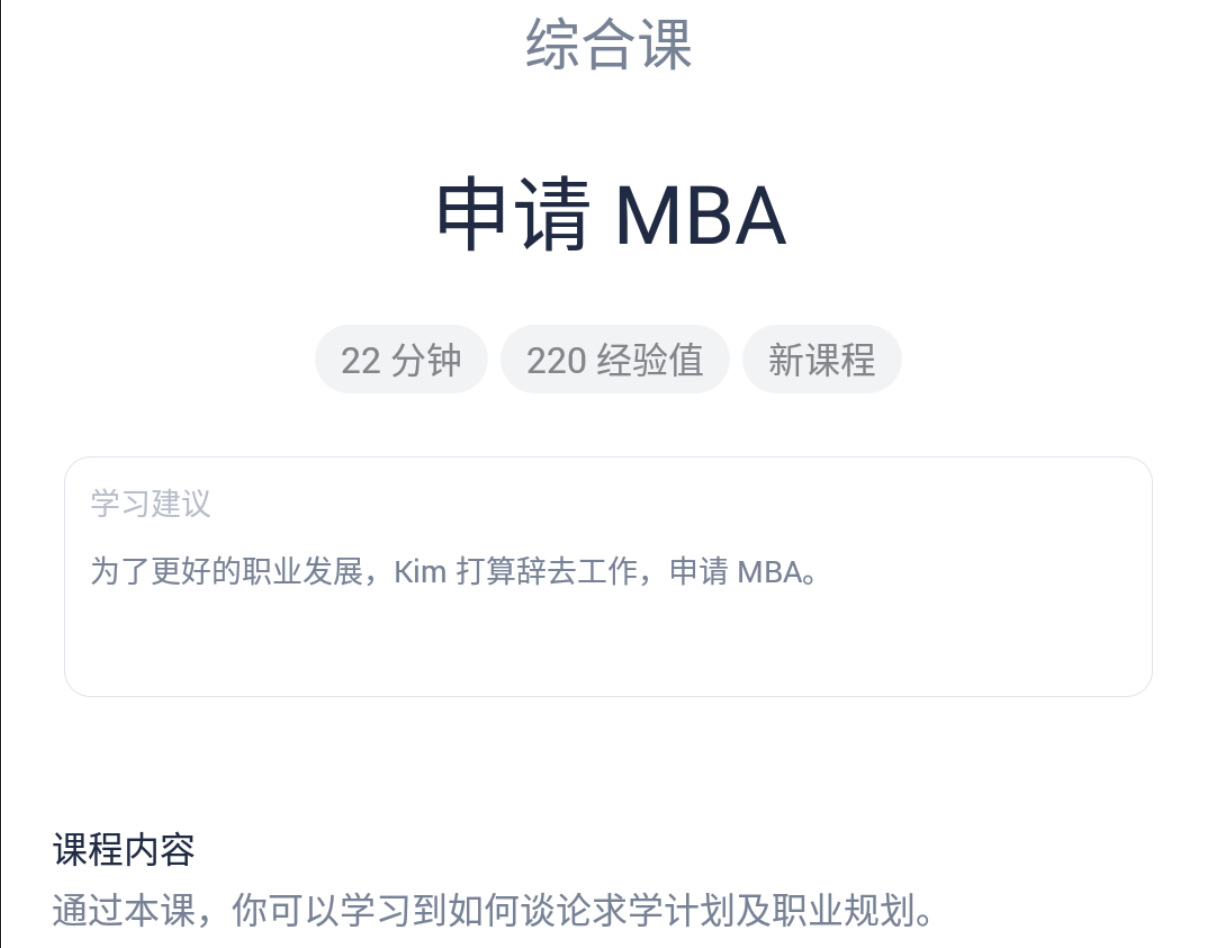 综合课
申请 MBA
22 分钟 220 经验值 新课程
学习建议
为了更好的职业发展，Kim 打算辞去工作，申请 MBA。
课程内容
通过本课，你可以学习到如何谈论求学计划及职业规划。